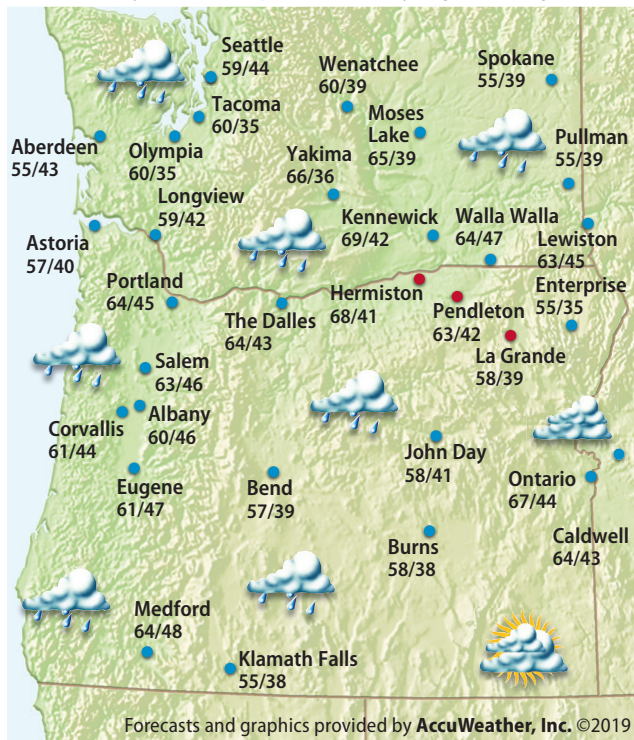 Seattle
59/44
Wenatchee
60/39
Spokane
55/39
Tacoma
60/35
Moses
Lake
65/39
Pullman
55/39
Aberdeen
55/43
Olympia
60/35
Yakima
66/36
Longview
59/42
Kennewick
69/42
Walla Walla
64/47
Lewiston
63/45
Astoria
57/40
Portland
64/45
The Dalles
64/43
Hermiston
68/41
Pendleton
63/42
Enterprise
55/35
La Grande
58/39
Salem
63/46
Albany
60/46
Corvallis
61/44
John Day
58/41
Ontario
67/44
Eugene
61/47
Bend
57/39
Burns
58/38
Caldwell
64/43
Medford
64/48
Klamath Falls
55/38
Forecasts and graphics provided by AccuWeather, Inc. ©2019